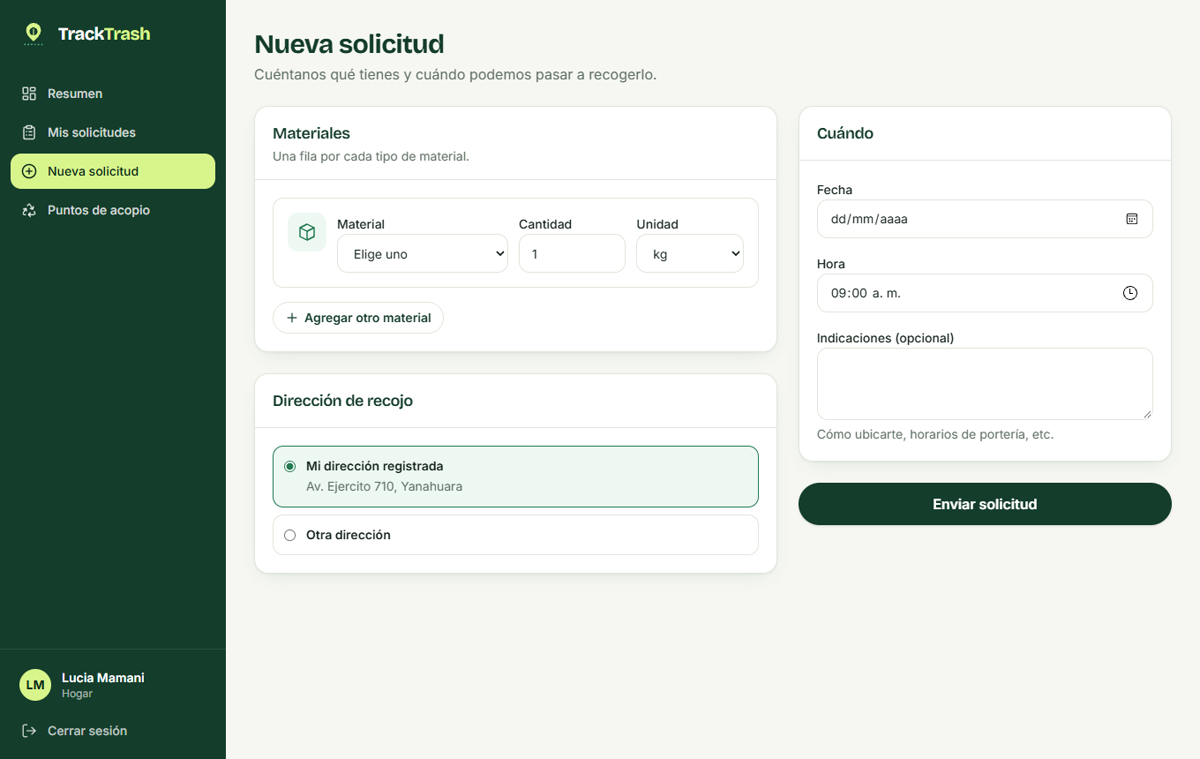 TrackTrash
Resumen
Mis solicitudes
Nueva solicitud
Puntos de acopio
LM
Lucia Mamani
Hogar
Cerrar sesión
Nueva solicitud
Cuéntanos qué tienes y cuándo podemos pasar a recogerlo.
Materiales
Una fila por cada tipo de material.
Material
Cantidad
Unidad
Elige uno
1
kg
Agregar otro material
Dirección de recojo
Mi dirección registrada
Av. Ejercito 710, Yanahuara
Otra dirección
Cuándo
Fecha
dd/mm/aaaa
Hora
09:00 a. m.
Indicaciones (opcional)
Cómo ubicarte, horarios de portería, etc.
Enviar solicitud